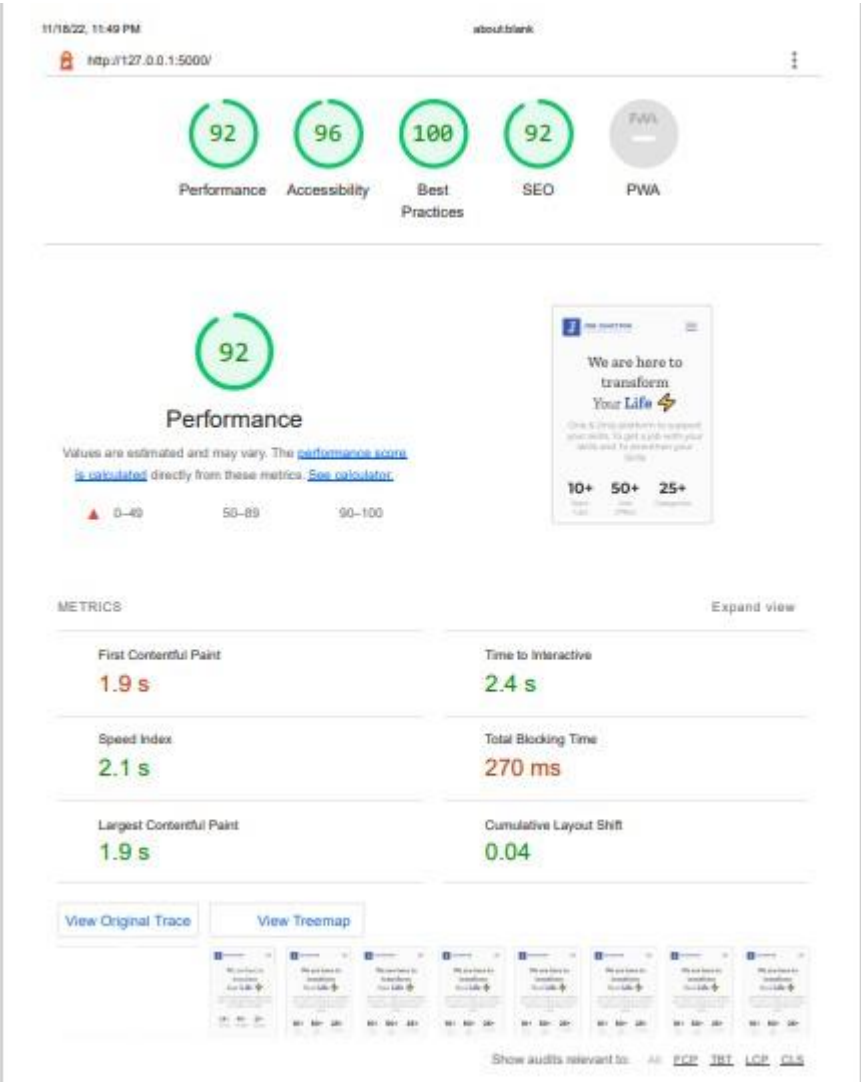 11/18/22, 11:49 PM about:blank
http://127.0.0.1:5000/
92 96 100 92 PWA
Performance Accessibility Best Practices SEO PWA
92
We are here to
transform
Your Life
Performance
Values are estimated and may vary. The performance score
is calculated directly from these metrics. See calculator.
10+ 50+ 25+
0–49 50–89 90–100
METRICS Expand view
First Contentful Paint Time to Interactive
1.9 s 2.4 s
Speed Index Total Blocking Time
2.1 s 270 ms
Largest Contentful Paint Cumulative Layout Shift
1.9 s 0.04
View Original Trace View Treemap
Show audits relevant to: All FCP TBT LCP CLS